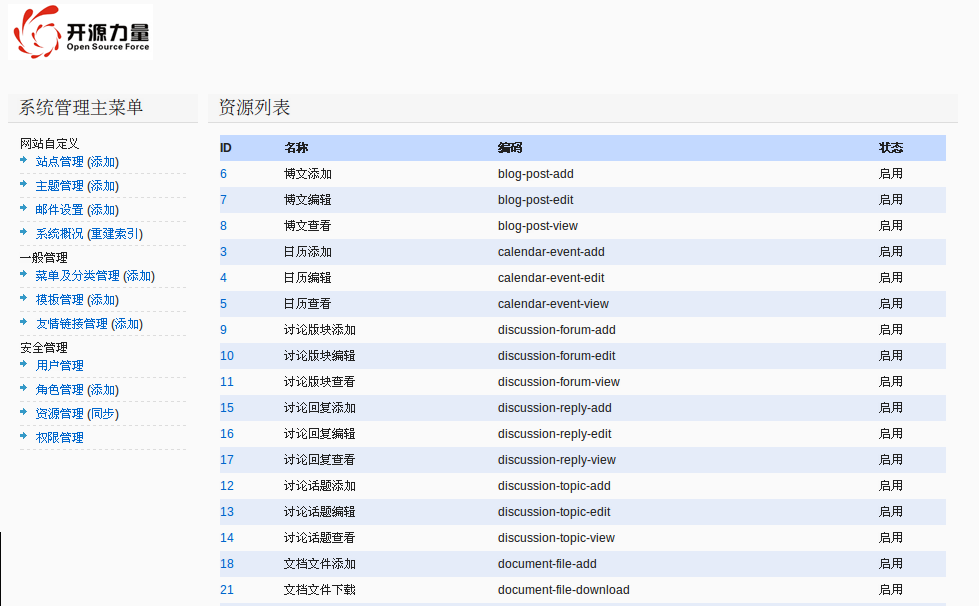 开源力量
Open Source Force
系统管理主菜单
网站自定义
站点管理 (添加)
主题管理 (添加)
邮件设置 (添加)
系统概况 (重建索引)
一般管理
菜单及分类管理 (添加)
模板管理 (添加)
友情链接管理 (添加)
安全管理
用户管理
角色管理 (添加)
资源管理 (同步)
权限管理
资源列表
ID 名称 编码 状态
6 博文添加 blog-post-add 启用
7 博文编辑 blog-post-edit 启用
8 博文查看 blog-post-view 启用
3 日历添加 calendar-event-add 启用
4 日历编辑 calendar-event-edit 启用
5 日历查看 calendar-event-view 启用
9 讨论版块添加 discussion-forum-add 启用
10 讨论版块编辑 discussion-forum-edit 启用
11 讨论版块查看 discussion-forum-view 启用
15 讨论回复添加 discussion-reply-add 启用
16 讨论回复编辑 discussion-reply-edit 启用
17 讨论回复查看 discussion-reply-view 启用
12 讨论话题添加 discussion-topic-add 启用
13 讨论话题编辑 discussion-topic-edit 启用
14 讨论话题查看 discussion-topic-view 启用
18 文档文件添加 document-file-add 启用
21 文档文件下载 document-file-download 启用